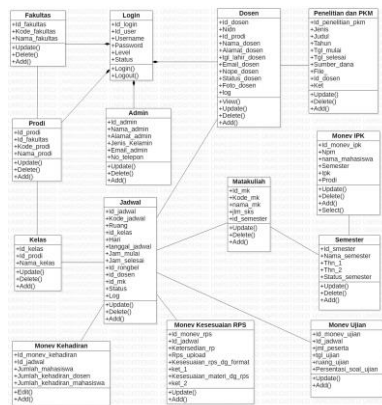 Fakultas
+Id_fakultas
+Kode_fakultas
+Nama_fakultas
+Update()
+Delete()
+Add()
Login
+id_login
+id_user
+Username
+Password
+Level
+Status
+Login()
+Logout()
Dosen
+id_dosen
+Nidn
+id_prodi
+Nama_dosen
+Alamat_dosen
+tgl_lahir_dosen
+Email_dosen
+Nope_dosen
+Status_dosen
+Foto_dosen
+log
+View()
+Update()
+Delete()
+Add()
Penelitian dan PKM
+Id_penelitian_pkm
+Jenis
+Judul
+Tahun
+Tgl_mulai
+Tgl_selesai
+Sumber_dana
+File
+id_dosen
+Ket
+Update()
+Delete()
+Add()
Admin
+id_admin
+Nama_admin
+Alamat_admin
+Jenis_Kelamin
+Email_admin
+No_telepon
+Update()
+Delete()
+Add()
Prodi
+id_prodi
+id_fakultas
+Kode_prodi
+Nama_prodi
+Update()
+Delete()
+Add()
Monev IPK
+Id_monev_ipk
+Npm
+nama_mahasiswa
+Semester
+Ipk
+Prodi
+Update()
+Delete()
+Add()
+Select()
Jadwal
+id_jadwal
+Kode_jadwal
+Ruang
+id_kelas
+Hari
+tanggal_jadwal
+Jam_mulai
+Jam_selesai
+id_rongbel
+id_dosen
+id_mk
+Status
+Log
+Update()
+Delete()
+Add()
Matakuliah
+id_mk
+Kode_mk
+nama_mk
+jlm_sks
+id_semester
+Update()
+Delete()
+Add()
Kelas
+id_kelas
+id_prodi
+Nama_kelas
+Update()
+Delete()
+Add()
Semester
+id_smester
+Nama_semester
+Thn_1
+Thn_2
+Status_semester
+Update()
+Delete()
+Add()
Monev Kehadiran
+Id_monev_kehadiran
+Id_jadwal
+Jumlah_mahasiswa
+Jumlah_kehadiran_dosen
+Jumlah_kehadiran_mahasiswa
+Edit()
+Add()
Monev Kesesuaian RPS
+Id_monev_rps
+id_jadwal
+Ketersedian_rp
+Rps_upload
+Kesesuaian_rps_dg_format
+ket_1
+Kesesuaian_materi_dg_rps
+ket_2
+Update()
+Add()
Monev Ujian
+id_monev_ujian
+Id_jadwal
+jml_peserta
+tgl_ujian
+ruang_ujian
+Persentasi_soal_ujian
+Update()
+Add()